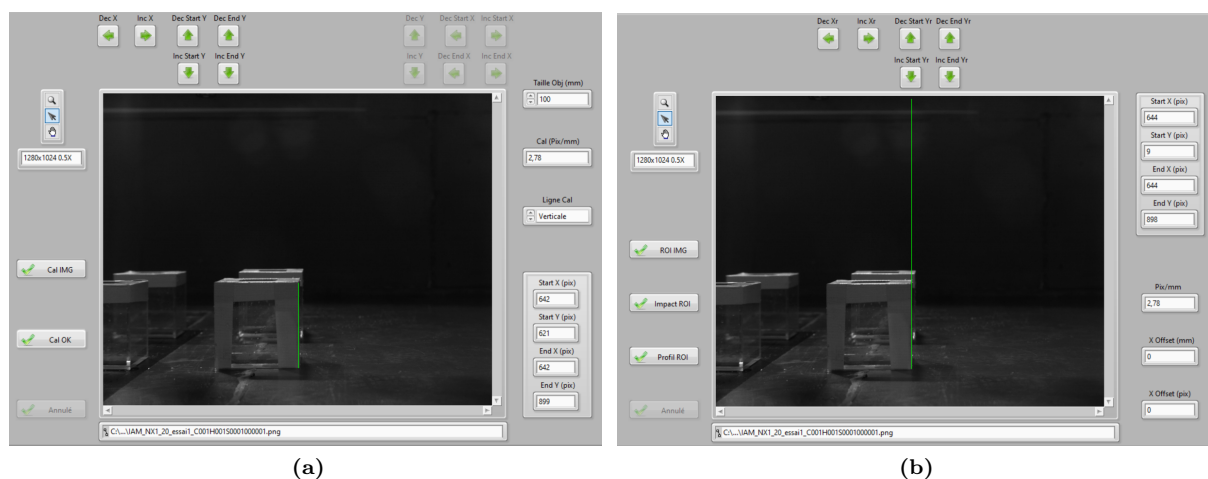 Dec X Inc X Dec Start Y Dec End Y Dec Y Dec Start X Inc Start X
Inc Start Y Inc End Y Inc Y Dec End X Inc End X
Taille Obj (mm)
100
1280x1024 0.5X
Cal (Pix/mm)
2,78
Ligne Cal
Verticale
Cal IMG
Start X (pix)
642
Start Y (pix)
621
Cal OK
End X (pix)
642
End Y (pix)
899
Annulé
C:\...\IAM_NX1_20_essai1_C001H001S0001000001.png
(a)
Dec Xr Inc Xr Dec Start Yr Dec End Yr
Inc Start Yr Inc End Yr
Start X (pix)
644
Start Y (pix)
9
1280x1024 0.5X
End X (pix)
644
End Y (pix)
898
ROI IMG
Pix/mm
2,78
Impact ROI
X Offset (mm)
0
Profil ROI
X Offset (pix)
0
Annulé
C:\...\IAM_NX1_20_essai1_C001H001S0001000001.png
(b)